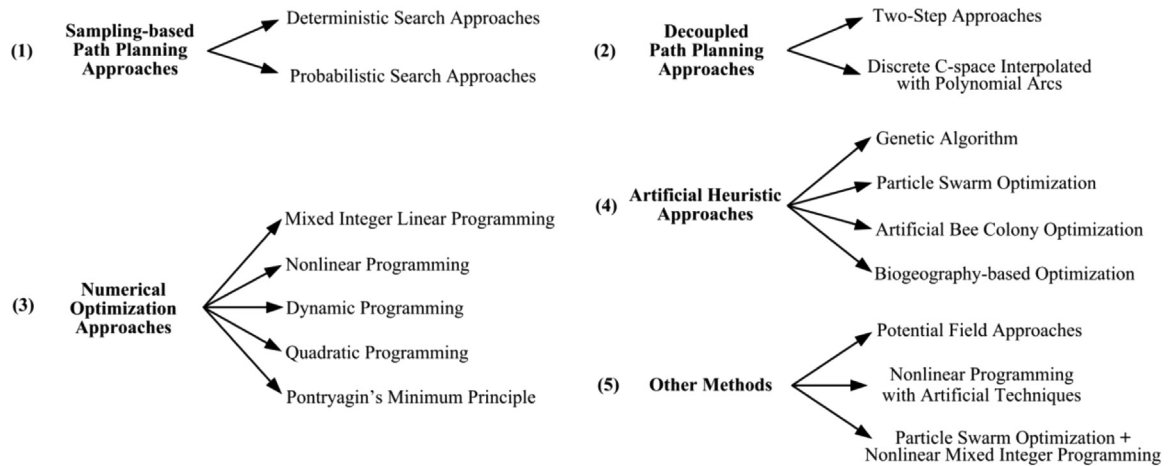 (1)
Sampling-based
Path Planning
Approaches
Deterministic Search Approaches
Probabilistic Search Approaches
(2)
Decoupled
Path Planning
Approaches
Two-Step Approaches
Discrete C-space Interpolated
with Polynomial Arcs
(3)
Numerical
Optimization
Approaches
Mixed Integer Linear Programming
Nonlinear Programming
Dynamic Programming
Quadratic Programming
Pontryagin's Minimum Principle
(4)
Artificial Heuristic
Approaches
Genetic Algorithm
Particle Swarm Optimization
Artificial Bee Colony Optimization
Biogeography-based Optimization
(5)
Other Methods
Potential Field Approaches
Nonlinear Programming
with Artificial Techniques
Particle Swarm Optimization +
Nonlinear Mixed Integer Programming